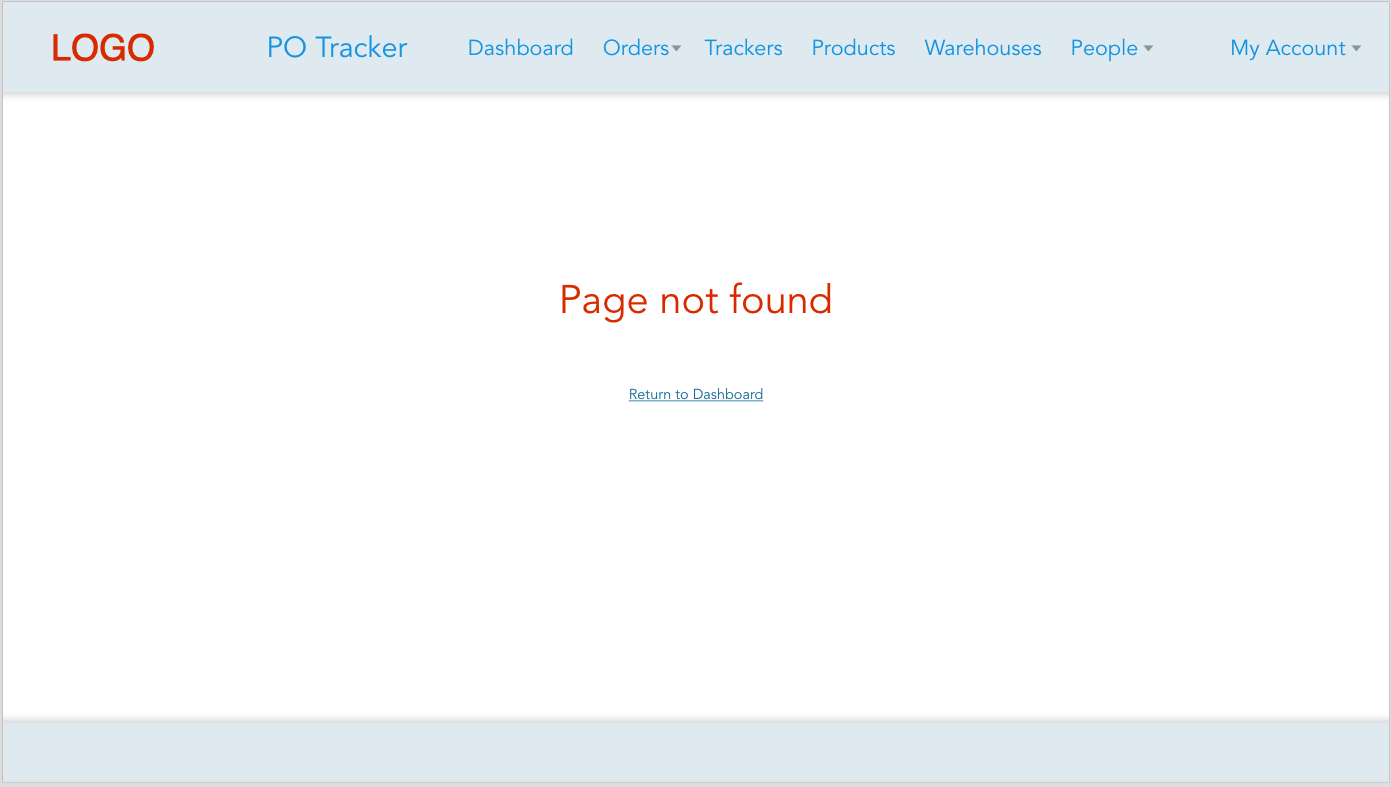 LOGO PO Tracker Dashboard Orders Trackers Products Warehouses People My Account
Page not found
Return to Dashboard